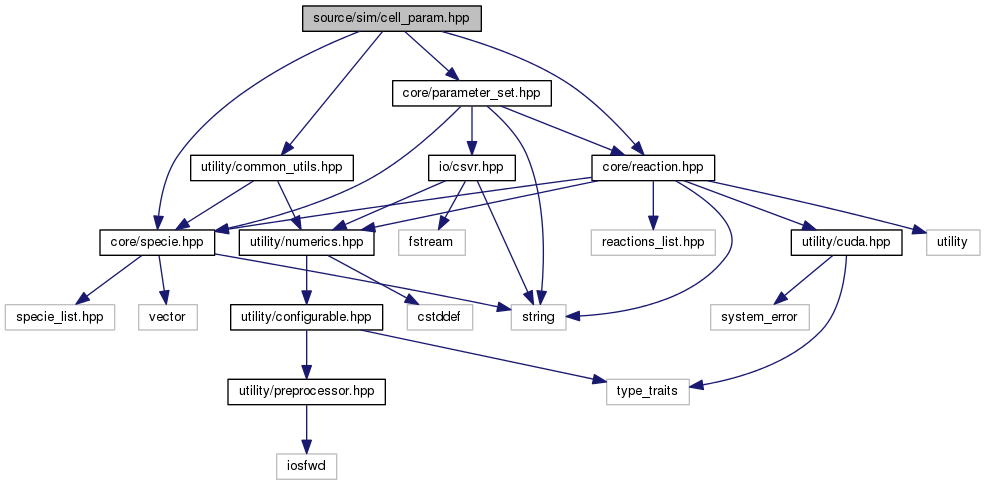 source/sim/cell_param.hpp
core/parameter_set.hpp
utility/common_utils.hpp
io/csvr.hpp
core/reaction.hpp
core/specie.hpp
utility/numerics.hpp
fstream
reactions_list.hpp
utility/cuda.hpp
utility
specie_list.hpp
vector
utility/configurable.hpp
cstddef
string
system_error
utility/preprocessor.hpp
type_traits
iosfwd